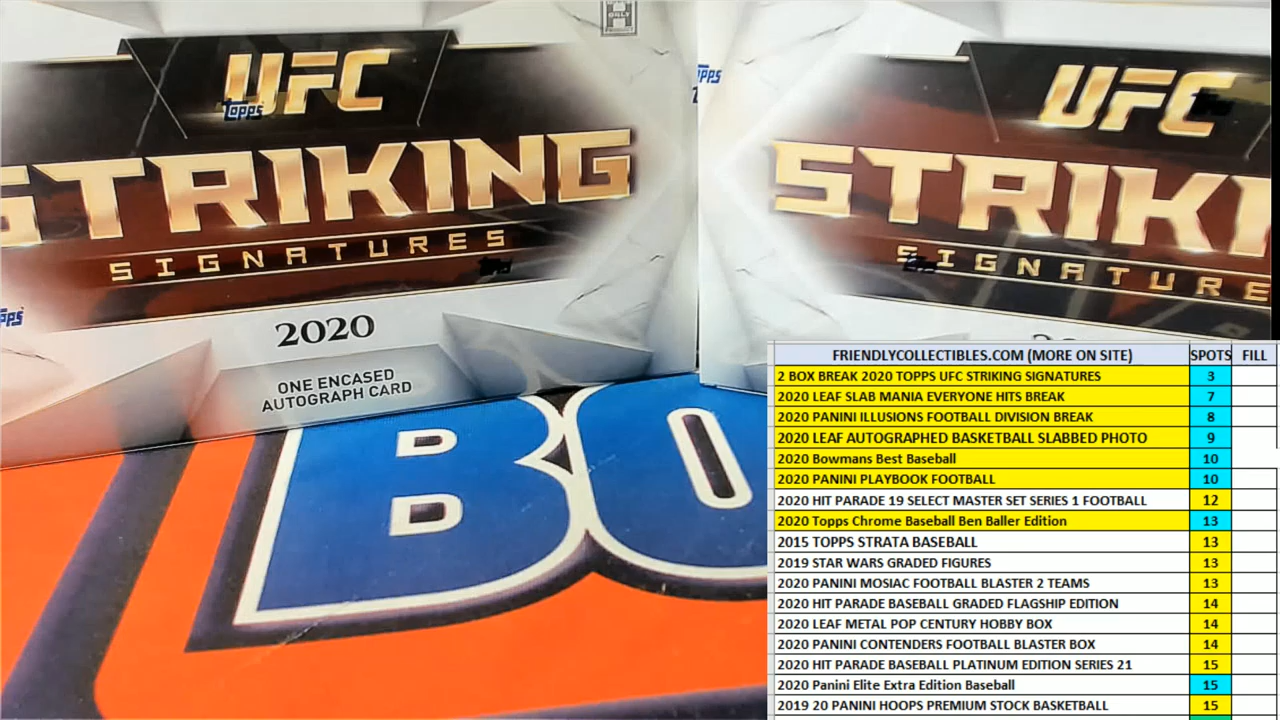 UFC
Topps
STRIKING
SIGNATURES
2020
ONE ENCASED
AUTOGRAPH CARD
Topps
UFC
STRIKI
SIGNATURE
BO
FRIENDLYCOLLECTIBLES.COM (MORE ON SITE) SPOTS FILL
2 BOX BREAK 2020 TOPPS UFC STRIKING SIGNATURES 3
2020 LEAF SLAB MANIA EVERYONE HITS BREAK 7
2020 PANINI ILLUSIONS FOOTBALL DIVISION BREAK 8
2020 LEAF AUTOGRAPHED BASKETBALL SLABBED PHOTO 9
2020 Bowmans Best Baseball 10
2020 PANINI PLAYBOOK FOOTBALL 10
2020 HIT PARADE 19 SELECT MASTER SET SERIES 1 FOOTBALL 12
2020 Topps Chrome Baseball Ben Baller Edition 13
2015 TOPPS STRATA BASEBALL 13
2019 STAR WARS GRADED FIGURES 13
2020 PANINI MOSIAC FOOTBALL BLASTER 2 TEAMS 13
2020 HIT PARADE BASEBALL GRADED FLAGSHIP EDITION 14
2020 LEAF METAL POP CENTURY HOBBY BOX 14
2020 PANINI CONTENDERS FOOTBALL BLASTER BOX 14
2020 HIT PARADE BASEBALL PLATINUM EDITION SERIES 21 15
2020 Panini Elite Extra Edition Baseball 15
2019 20 PANINI HOOPS PREMIUM STOCK BASKETBALL 15